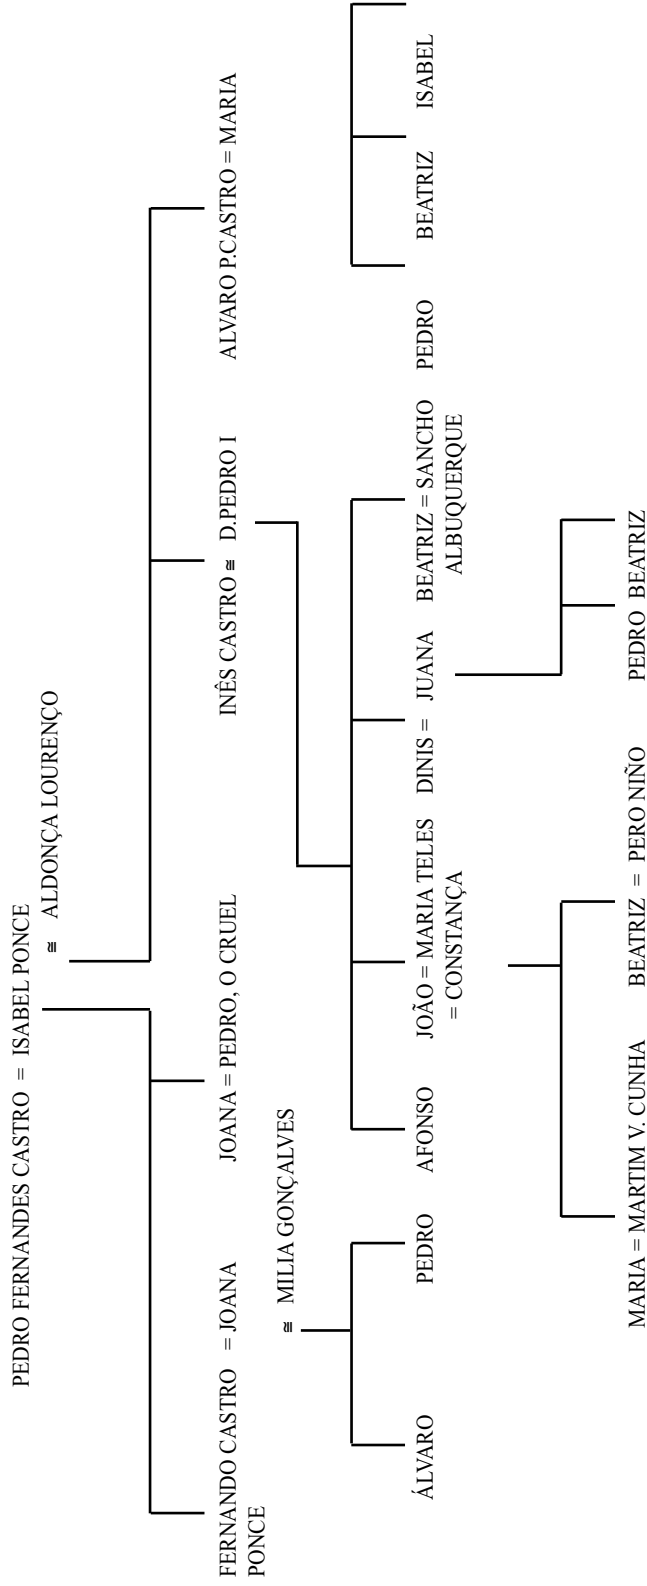 PEDRO FERNANDES CASTRO = ISABEL PONCE
≅ ALDONÇA LOURENÇO
FERNANDO CASTRO = JOANA
PONCE
JOANA = PEDRO, O CRUEL
INÊS CASTRO ≅ D.PEDRO I
ALVARO P.CASTRO = MARIA
≅ MILIA GONÇALVES
ÁLVARO
PEDRO
AFONSO
JOÃO = MARIA TELES
= CONSTANÇA
DINIS = JUANA
BEATRIZ = SANCHO
ALBUQUERQUE
PEDRO
BEATRIZ
ISABEL
MARIA = MARTIM V. CUNHA
BEATRIZ = PERO NIÑO
PEDRO
BEATRIZ